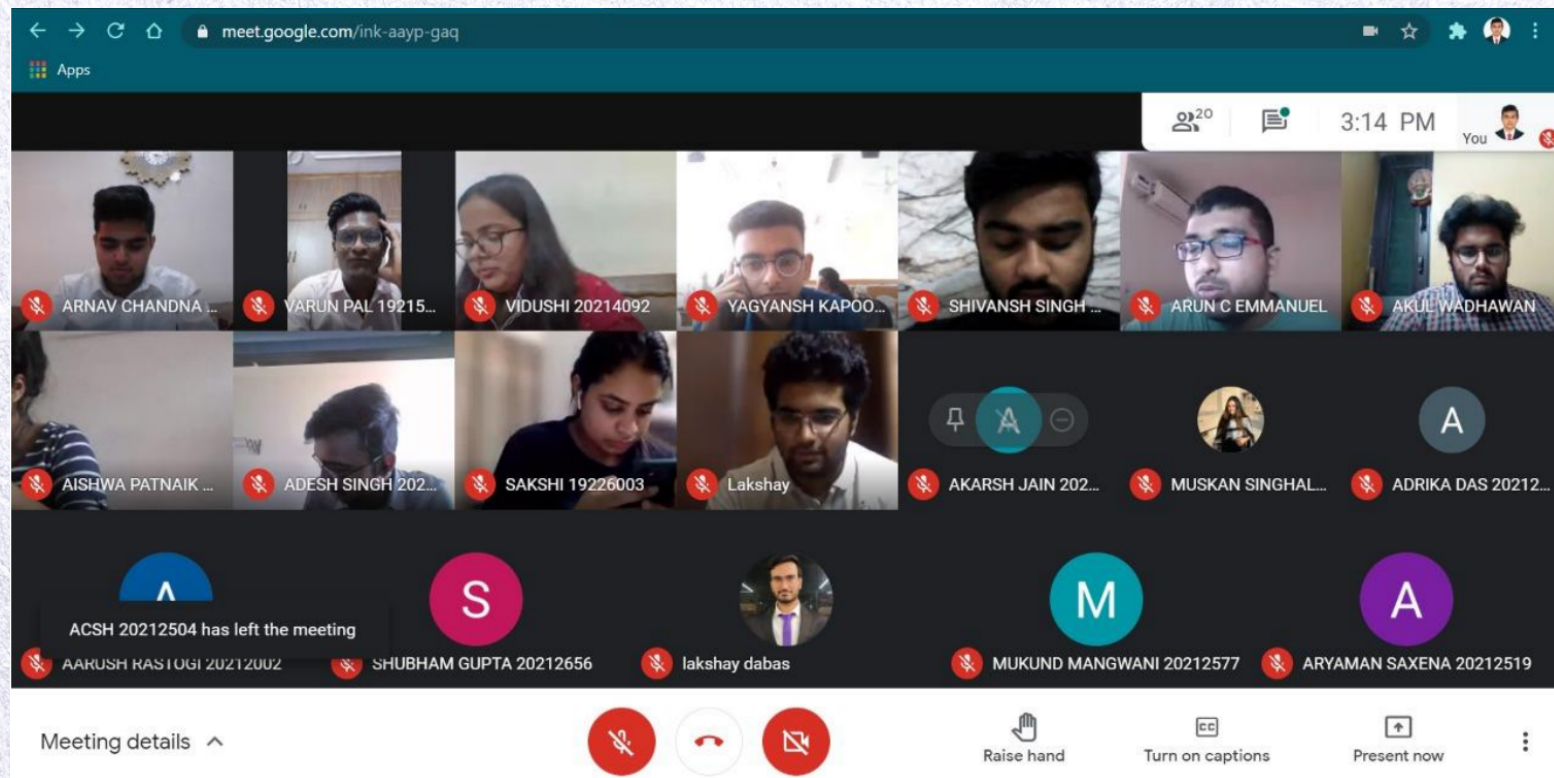 meet.google.com/ink-aayp-gaq
Apps
20
3:14 PM
You
ARNAV CHANDNA ...
VARUN PAL 19215...
VIDUSHI 20214092
YAGYANSH KAPOO...
SHIVANSH SINGH ...
ARUN C EMMANUEL
AKUL WADHAWAN
AISHWA PATNAIK ...
ADESH SINGH 202...
SAKSHI 19226003
Lakshay
A
AKARSH JAIN 202...
MUSKAN SINGHAL...
A
ADRIKA DAS 20212...
A
ACSH 20212504 has left the meeting
AARUSH RASTOGI 20212002
S
SHUBHAM GUPTA 20212656
lakshay dabas
M
MUKUND MANGWANI 20212577
A
ARYAMAN SAXENA 20212519
Meeting details
Raise hand
CC
Turn on captions
Present now